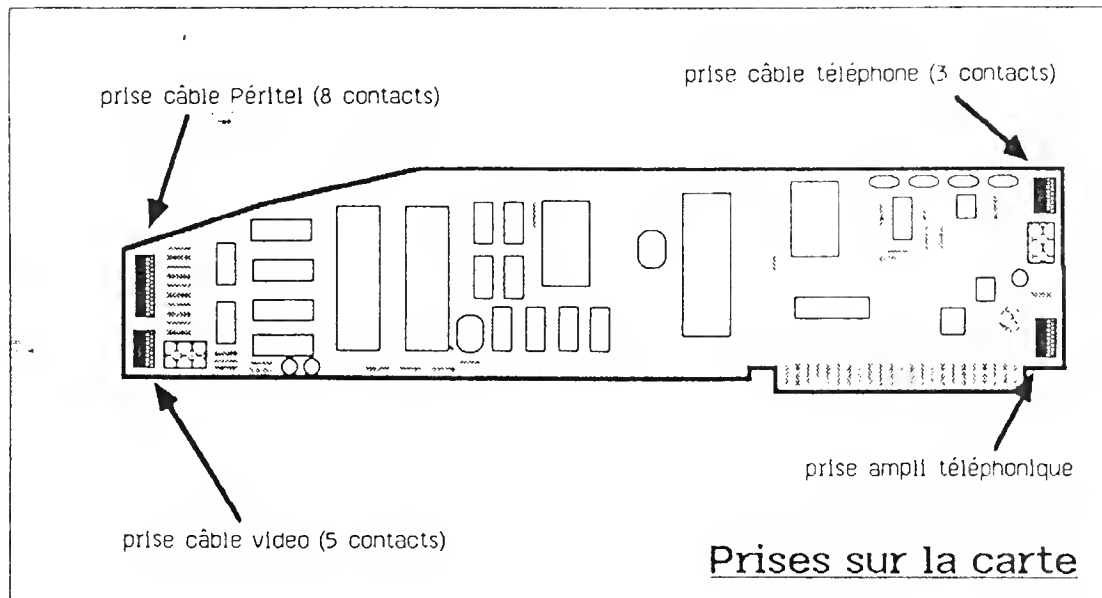 prise câble téléphone (3 contacts)
prise câble Péritel (8 contacts)
prise ampli téléphonique
prise câble video (5 contacts)
Prises sur la carte